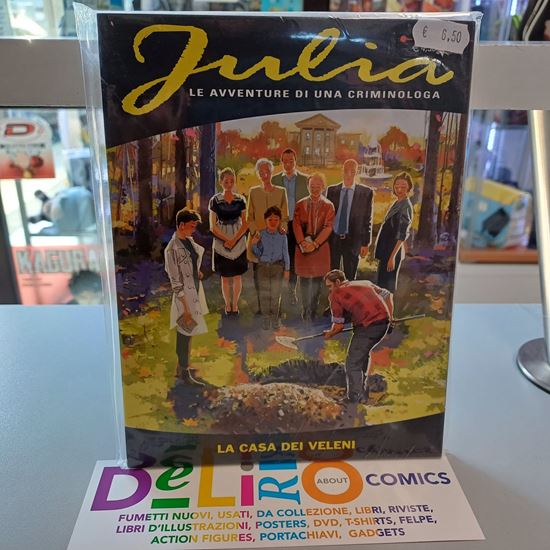 Julia
€ 6,50
LE AVVENTURE DI UNA CRIMINOLOGA
KAGURA
LA CASA DEI VELENI
DéLiRiO
ABOUT
COMICS
FUMETTI NUOVI, USATI, DA COLLEZIONE, LIBRI, RIVISTE,
LIBRI D'ILLUSTRAZIONI, POSTERS, DVD, T-SHIRTS, FELPE,
ACTION FIGURES, PORTACHIAVI, GADGETS